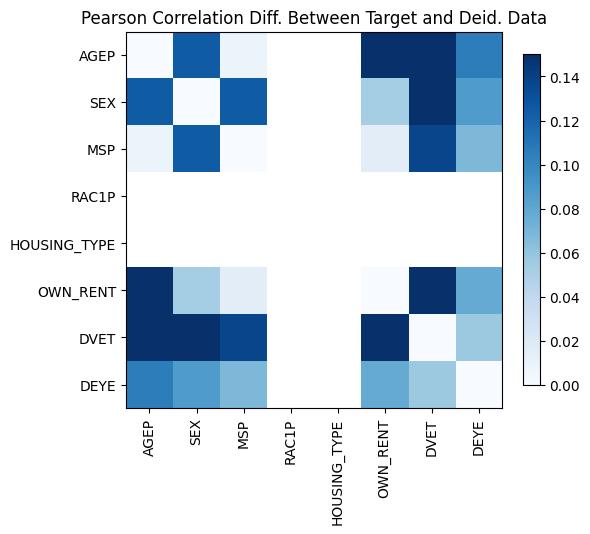 Pearson Correlation Diff. Between Target and Deid. Data
AGEP
SEX
MSP
RAC1P
HOUSING_TYPE
OWN_RENT
DVET
DEYE
AGEP
SEX
MSP
RAC1P
HOUSING_TYPE
OWN_RENT
DVET
DEYE
0.14
0.12
0.10
0.08
0.06
0.04
0.02
0.00